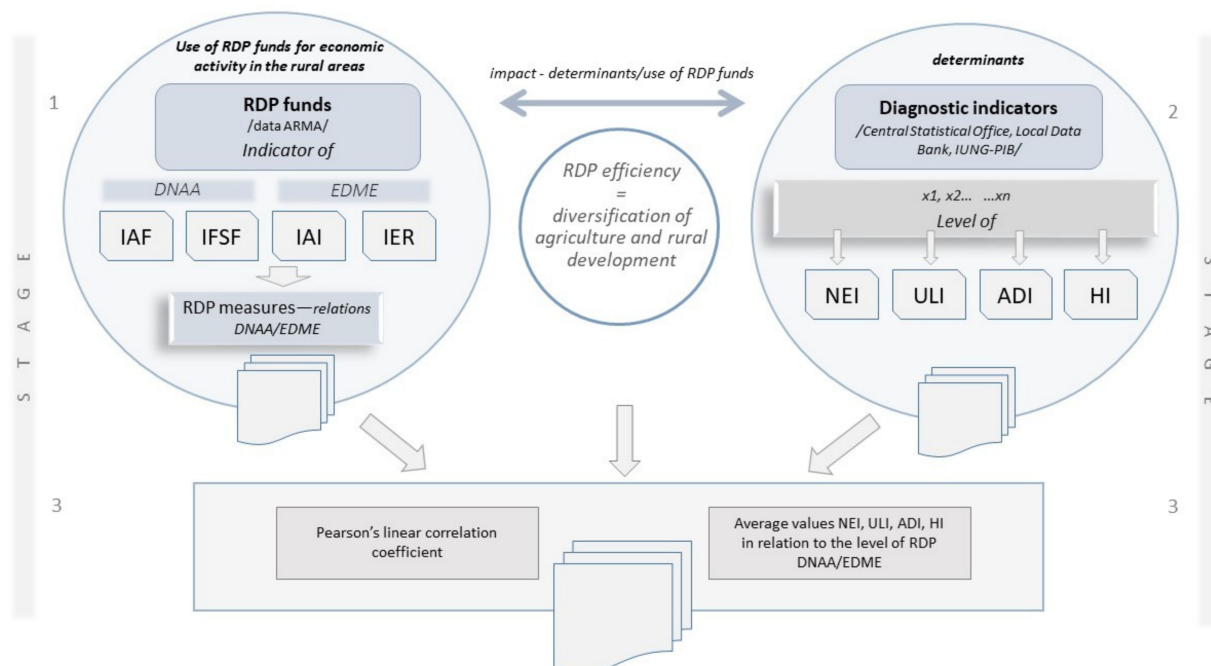 Use of RDP funds for economic
activity in the rural areas
1
RDP funds
/data ARMA/
Indicator of
DNAA
EDME
IAF
IFSF
IAI
IER
RDP measures—relations
DNAA/EDME
impact - determinants/use of RDP funds
RDP efficiency
=
diversification of
agriculture and rural
development
determinants
2
Diagnostic indicators
/Central Statistical Office, Local Data
Bank, IUNG-PIB/
x1, x2... ...xn
Level of
NEI
ULI
ADI
HI
STAGE
STAGE
3
Pearson's linear correlation
coefficient
Average values NEI, ULI, ADI, HI
in relation to the level of RDP
DNAA/EDME
3